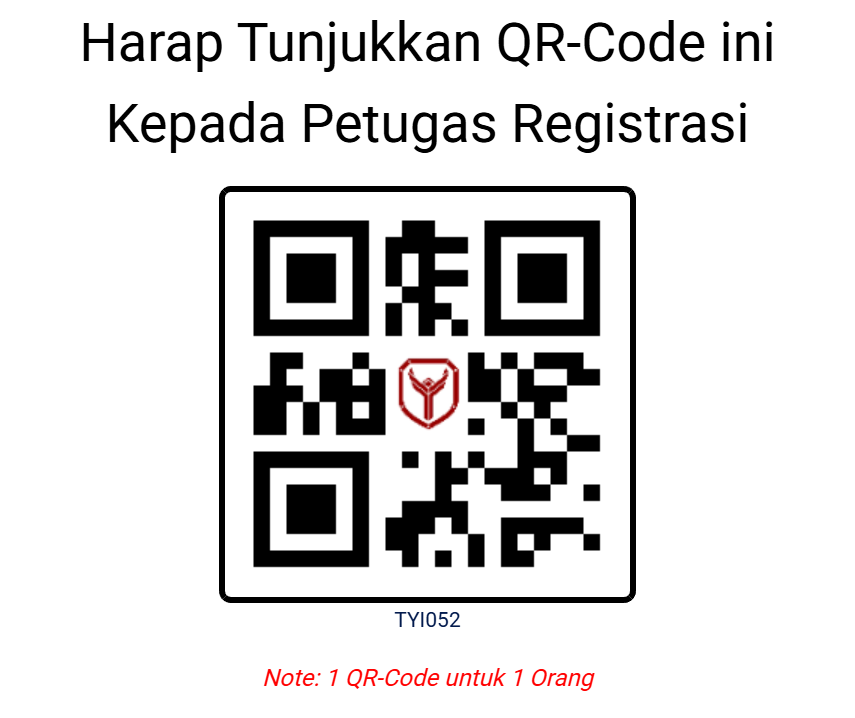 Harap Tunjukkan QR-Code ini
Kepada Petugas Registrasi
TYI052
Note: 1 QR-Code untuk 1 Orang